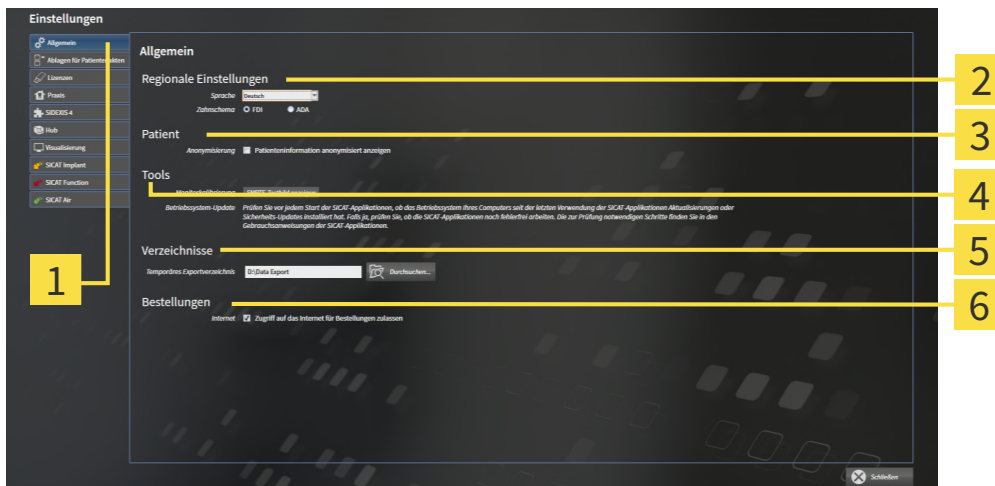 Einstellungen
Allgemein
Ablagen für Patientenakten
Lizenzen
Praxis
SIDEXIS 4
Hub
Visualisierung
SICAT Implant
SICAT Function
SICAT Air
1
Allgemein
Regionale Einstellungen
2
Sprache Deutsch
Zahnschema FDI ADA
Patient
3
Anonymisierung Patienteninformation anonymisiert anzeigen
Tools
4
Monitorkalibrierung SMPTE-Testbild anzeigen
Betriebssystem-Update Prüfen Sie vor jedem Start der SICAT-Applikationen, ob das Betriebssystem Ihres Computers seit der letzten Verwendung der SICAT-Applikationen Aktualisierungen oder
Sicherheits-Updates installiert hat. Falls ja, prüfen Sie, ob die SICAT-Applikationen noch fehlerfrei arbeiten. Die zur Prüfung notwendigen Schritte finden Sie in den
Gebrauchsanweisungen der SICAT-Applikationen.
Verzeichnisse
5
Temporäres Exportverzeichnis D:\Data Export Durchsuchen...
Bestellungen
6
Internet Zugriff auf das Internet für Bestellungen zulassen
Schließen